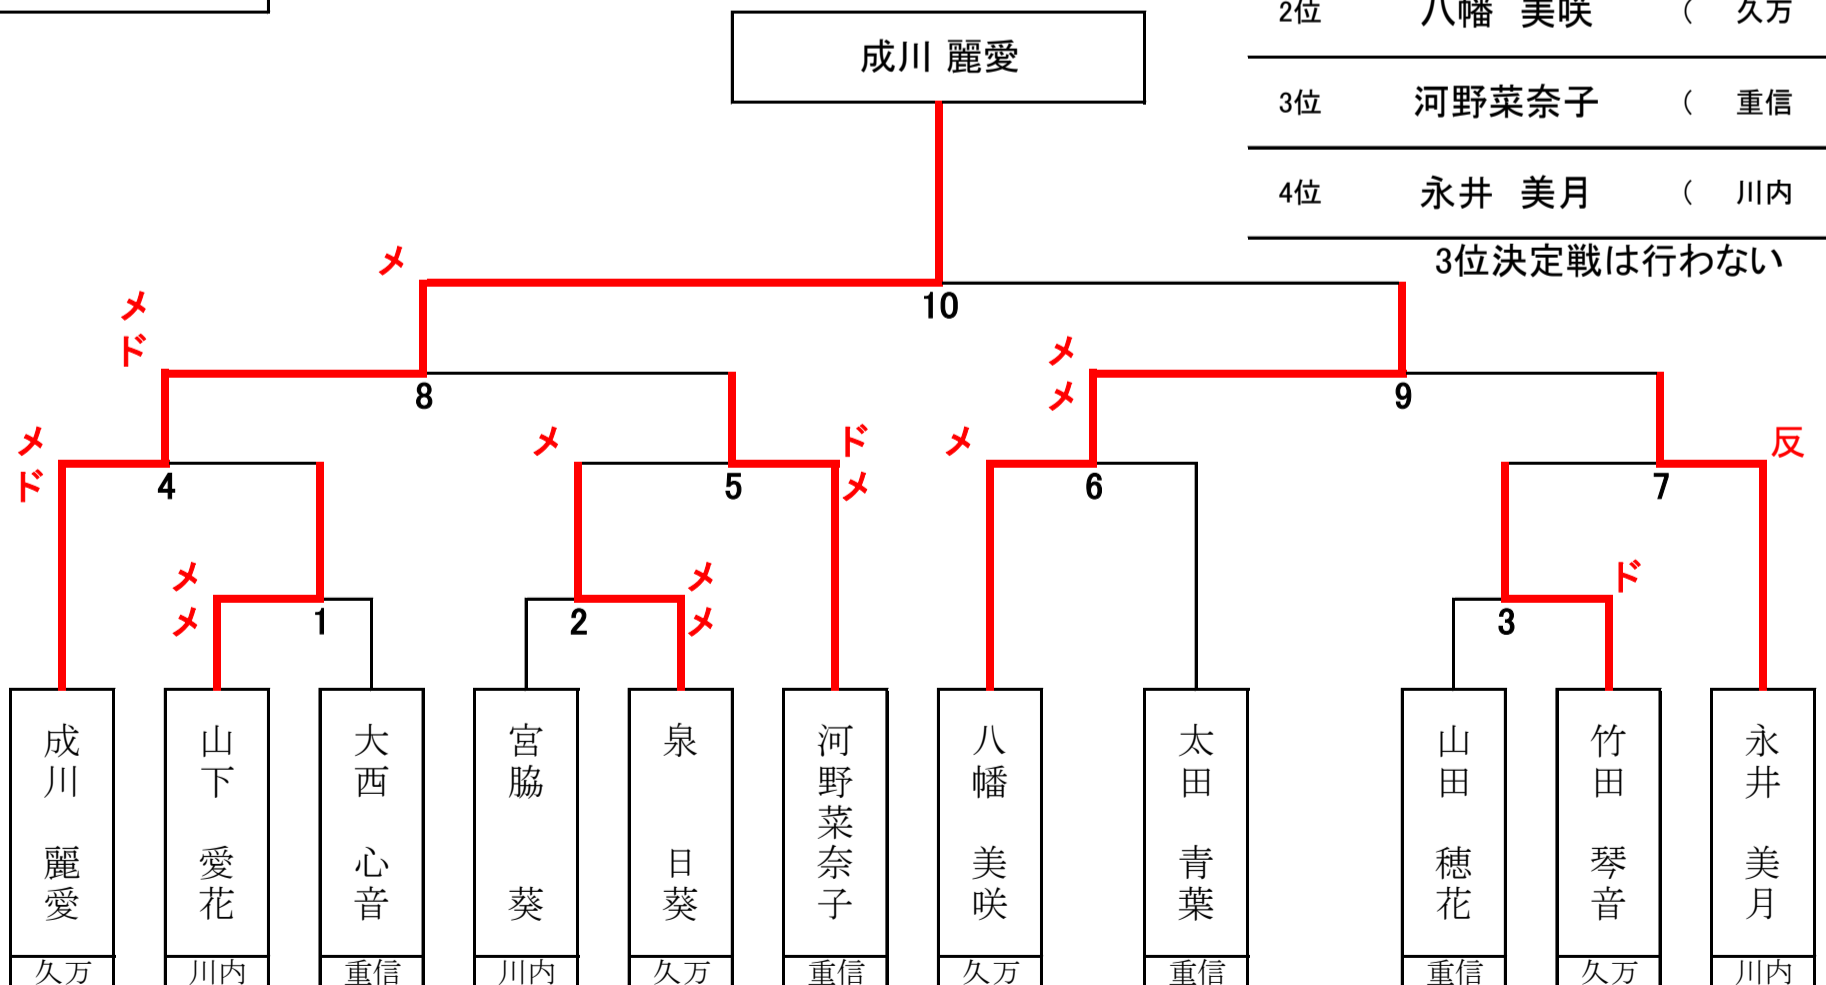 2位 八幡 美咲 ( 久万
成川 麗愛
3位 河野菜奈子 ( 重信
4位 永井 美月 ( 川内
3位決定戦は行わない
メ
10
メ
ド
メ
メ
8
9
メ
ド
メ
ド
メ
メ
反
4
5
6
7
メ
メ
メ
メ
ド
1
2
3
成川 麗愛
山下 愛花
大西 心音
宮脇 葵
泉 日葵
河野菜奈子
八幡 美咲
太田 青葉
山田 穂花
竹田 琴音
永井 美月
久万 川内 重信 川内 久万 重信 久万 重信 重信 久万 川内